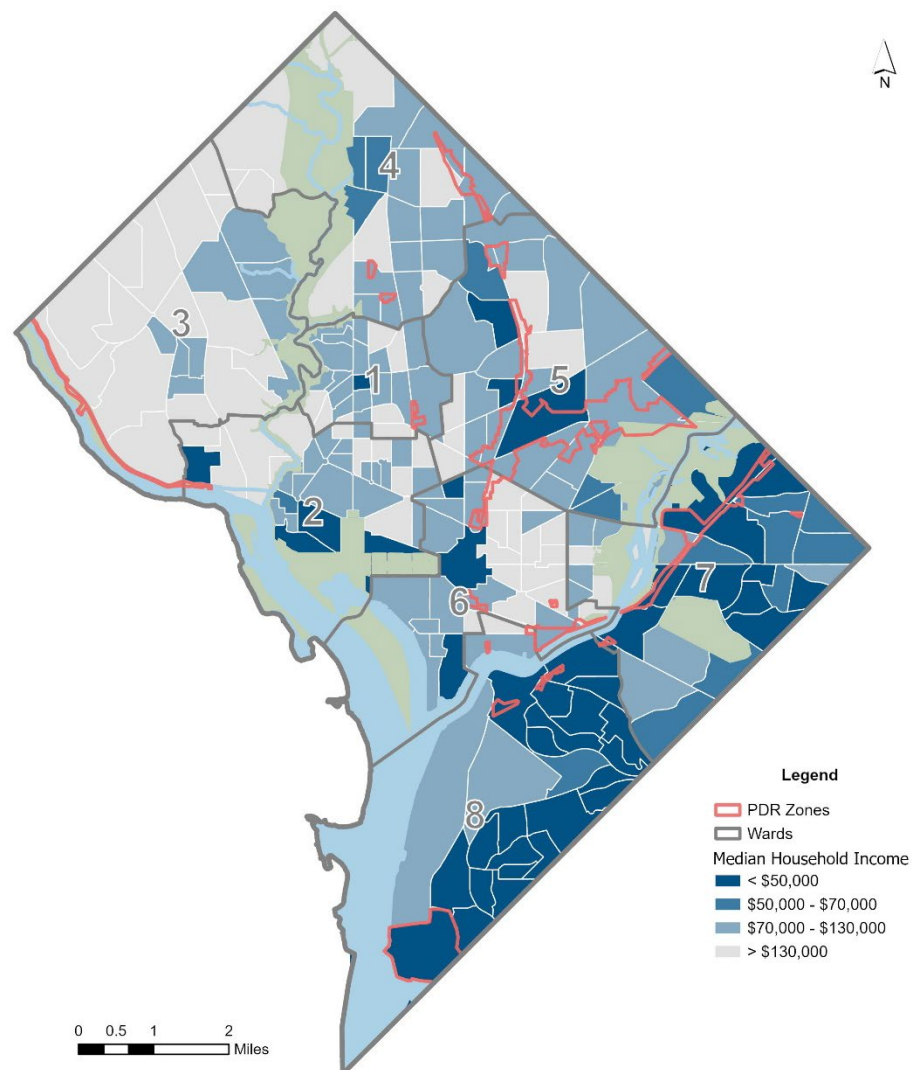 N
4
3
1
5
2
7
6
8
Legend
PDR Zones
Wards
Median Household Income
< $50,000
$50,000 - $70,000
$70,000 - $130,000
> $130,000
0 0.5 1 2
Miles